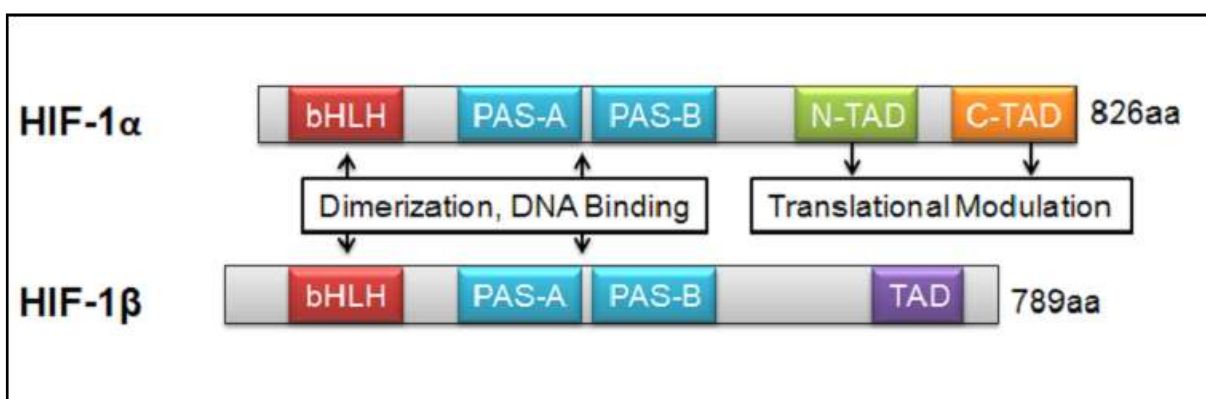 HIF-1α bHLH PAS-A PAS-B N-TAD C-TAD 826aa
Dimerization, DNA Binding Translational Modulation
HIF-1β bHLH PAS-A PAS-B TAD 789aa